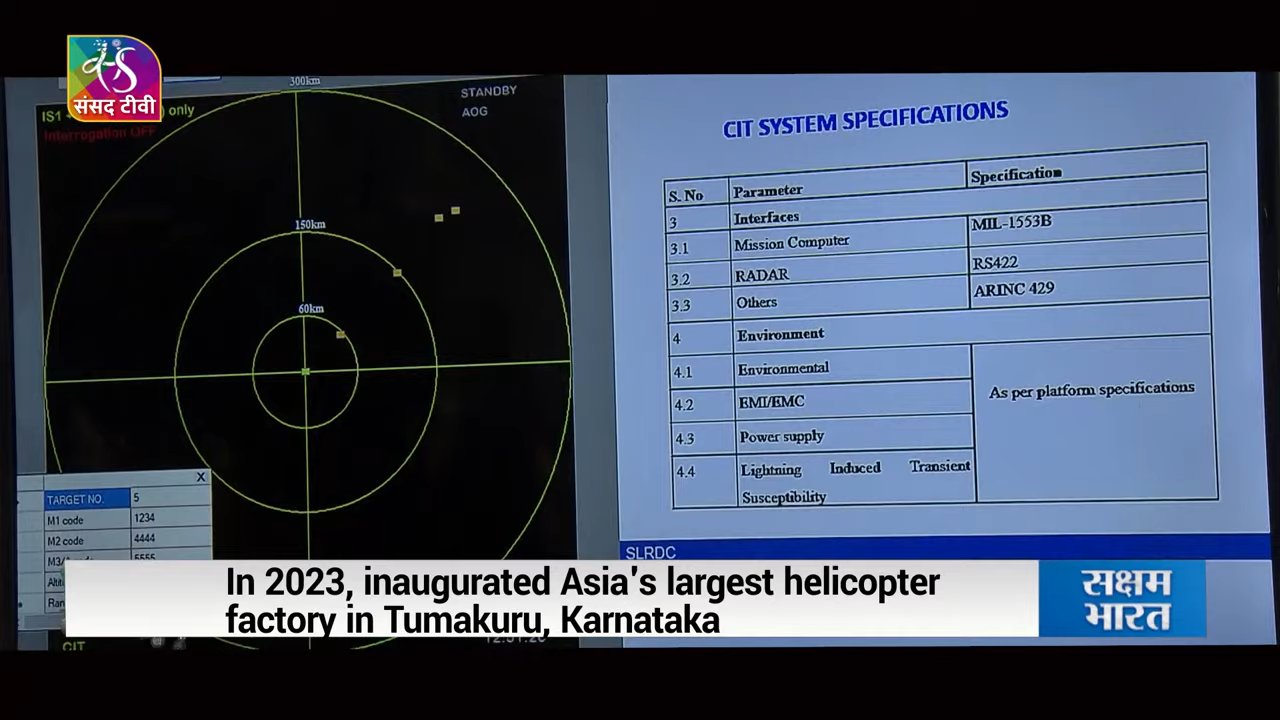 संसद टीवी
300km
STANDBY
AOG
only
Interrogation OFF
150km
60km
TARGET NO. 5
M1 code 1234
M2 code 4444
5555
CIT
CIT SYSTEM SPECIFICATIONS
S. No Parameter Specification
3 Interfaces
3.1 Mission Computer MIL-1553B
3.2 RADAR RS422
3.3 Others ARINC 429
4 Environment
4.1 Environmental As per platform specifications
4.2 EMI/EMC
4.3 Power supply
4.4 Lightning Induced Transient
Susceptibility
SLRDC
In 2023, inaugurated Asia's largest helicopter
factory in Tumakuru, Karnataka
सक्षम
भारत